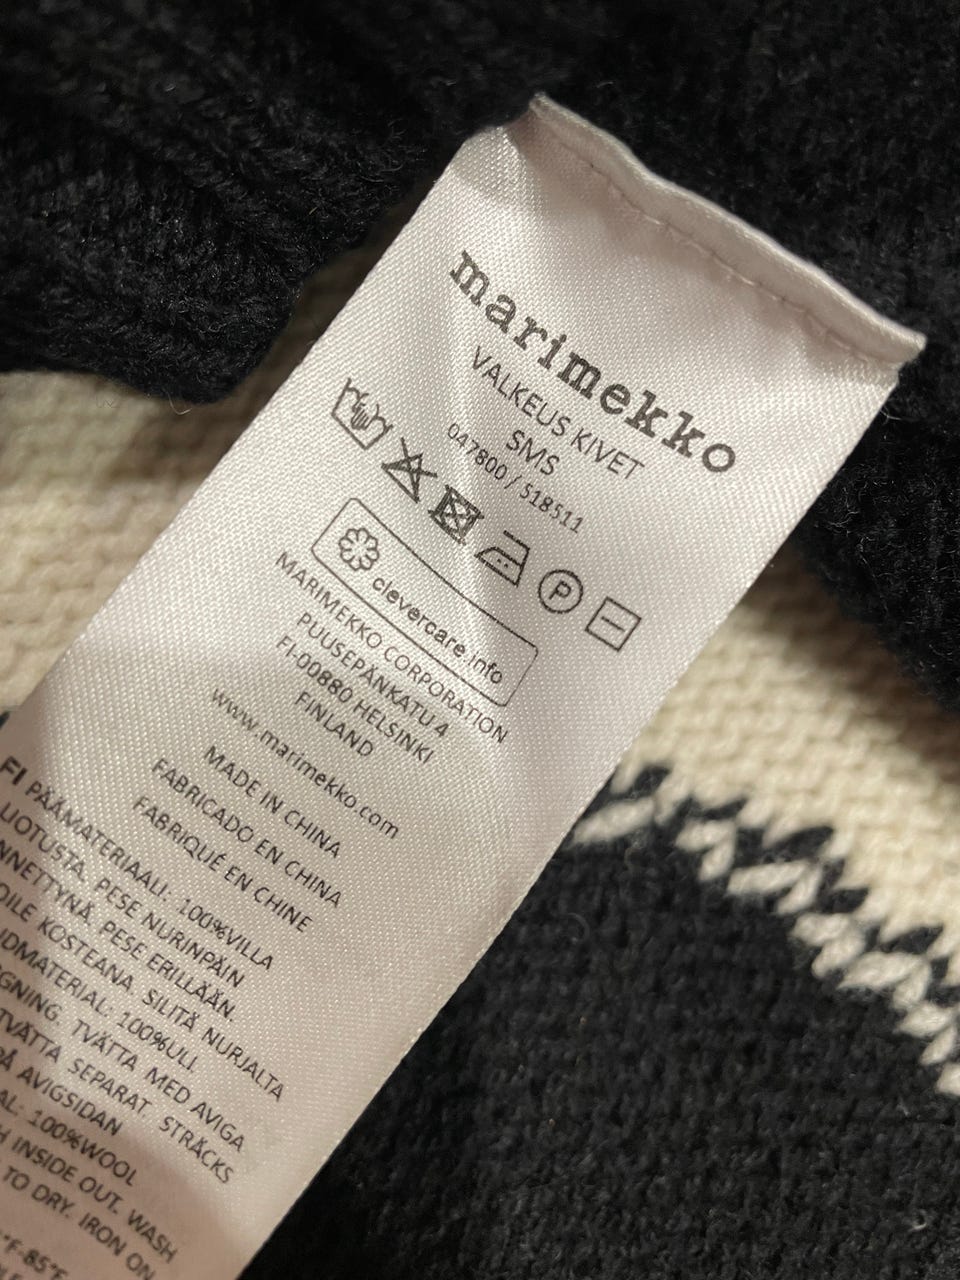 marimekko
VALKEUS KIVET
SMS
047800 / 518511
P
clevercare.info
MARIMEKKO CORPORATION
PUUSEPÄNKATU 4
FI-00880 HELSINKI
FINLAND
www.marimekko.com
MADE IN CHINA
FABRICADO EN CHINA
FABRIQUÉ EN CHINE
FI PÄÄMATERIAALI: 100%VILLA
LIOTUSTA. PESE NURINPÄIN
NNETTYNÄ. PESE ERILLÄÄN.
OILE KOSTEANA. SILITÄ NURJALTA
DMATERIAL: 100%ULL
GNING. TVÄTTA MED AVIGA
TVÄTTA SEPARAT. STRÄCKS
PÅ AVIGSIDAN
AL: 100%WOOL
H INSIDE OUT. WASH
TO DRY. IRON ON
°F-85°F